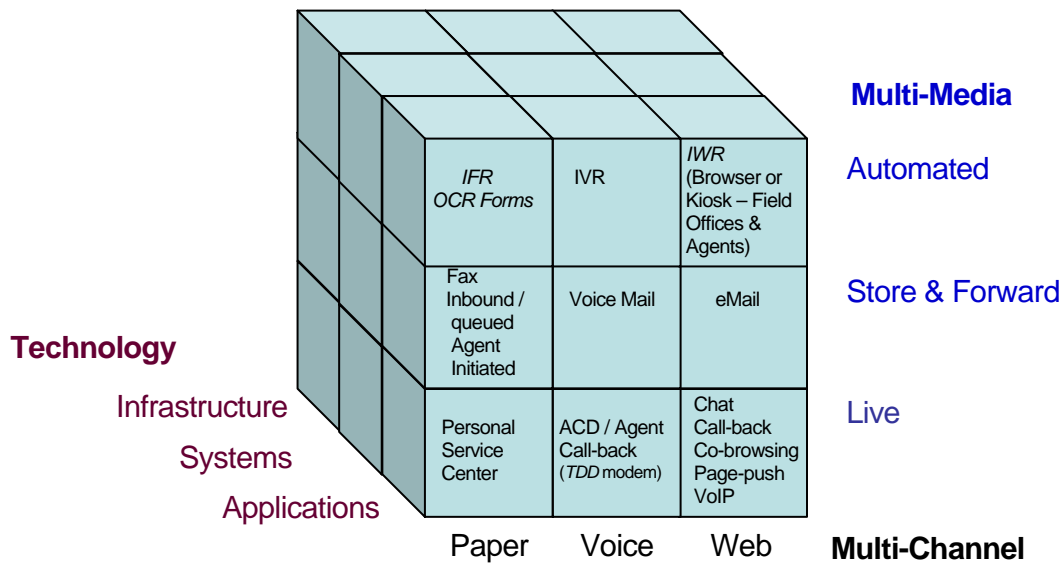 Multi-Media
Automated
Store & Forward
Live
IFR
OCR Forms
IVR
IWR
(Browser or
Kiosk – Field
Offices &
Agents)
Fax
Inbound /
queued
Agent
Initiated
Voice Mail
eMail
Personal
Service
Center
ACD / Agent
Call-back
(TDD modem)
Chat
Call-back
Co-browsing
Page-push
VoIP
Technology
Infrastructure
Systems
Applications
Paper
Voice
Web
Multi-Channel